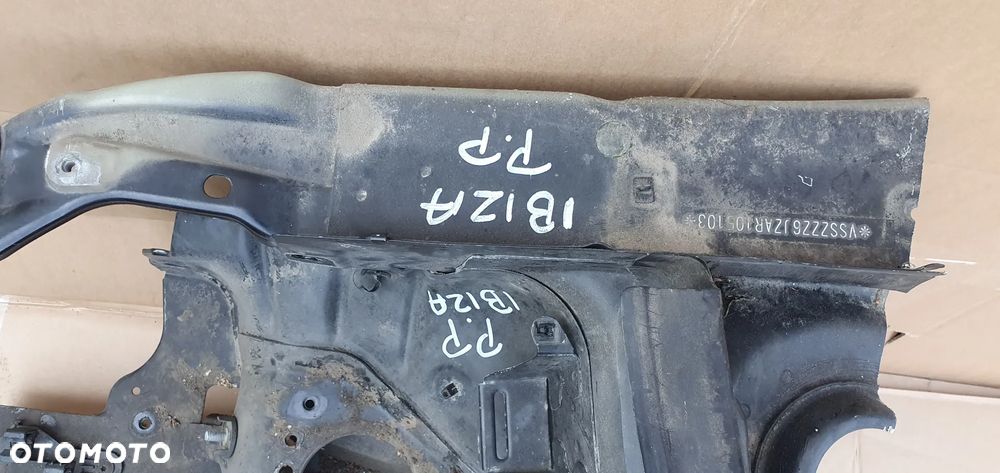 P.P
IBIZA
*VSSZZZ6JZAR105103*
P.P
IBIZA
OTOMOTO